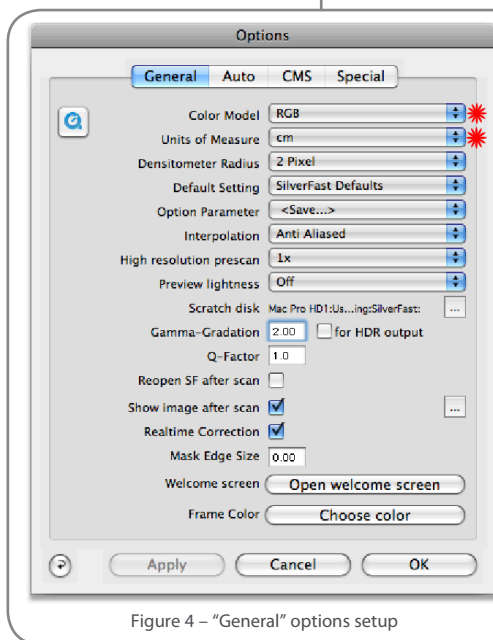 Options
General Auto CMS Special
Color Model RGB
Units of Measure cm
Densitometer Radius 2 Pixel
Default Setting SilverFast Defaults
Option Parameter <Save...>
Interpolation Anti Aliased
High resolution prescan 1x
Preview lightness Off
Scratch disk Mac Pro HD1:Us...ing:SilverFast: ...
Gamma-Gradation 2.00 for HDR output
Q-Factor 1.0
Reopen SF after scan
Show image after scan ...
Realtime Correction
Mask Edge Size 0.00
Welcome screen Open welcome screen
Frame Color Choose color
Apply Cancel OK
Figure 4 – “General” options setup